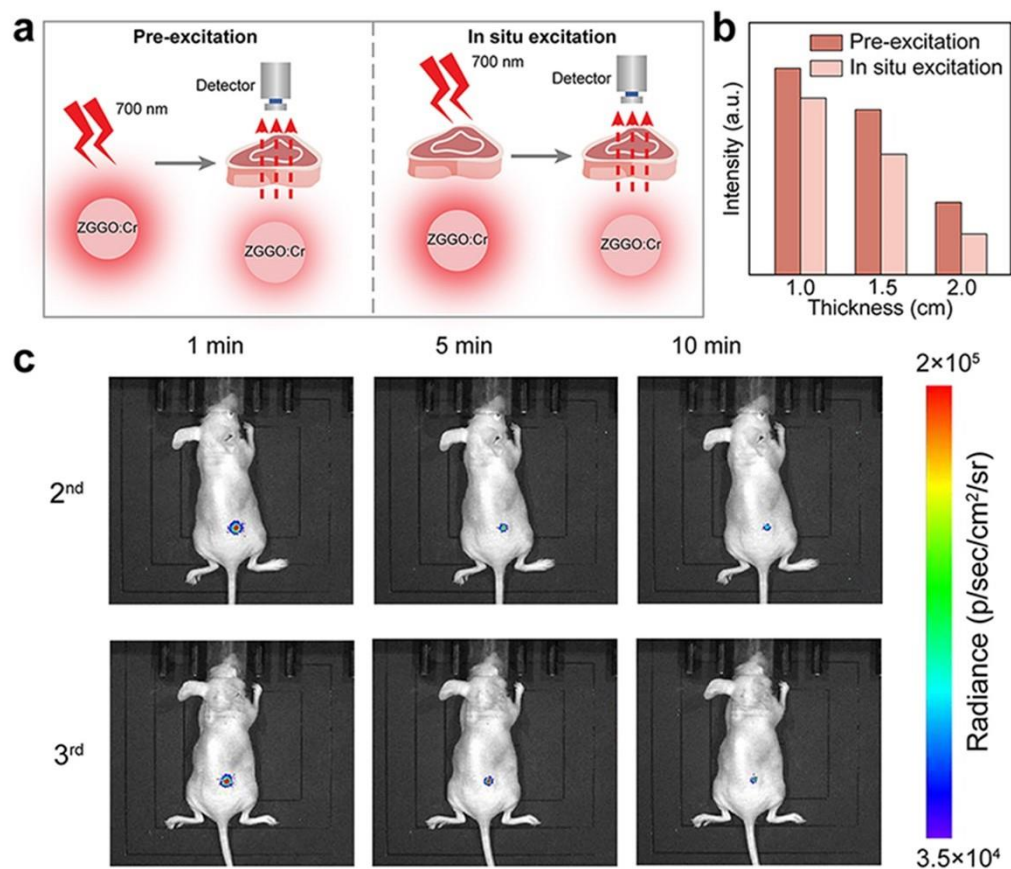 a
Pre-excitation
700 nm
Detector
ZGGO:Cr
ZGGO:Cr
In situ excitation
700 nm
Detector
ZGGO:Cr
ZGGO:Cr
b
Pre-excitation
In situ excitation
Intensity (a.u.)
1.0 1.5 2.0
Thickness (cm)
c
1 min 5 min 10 min
2nd
3rd
2×10⁵
Radiance (p/sec/cm²/sr)
3.5×10⁴